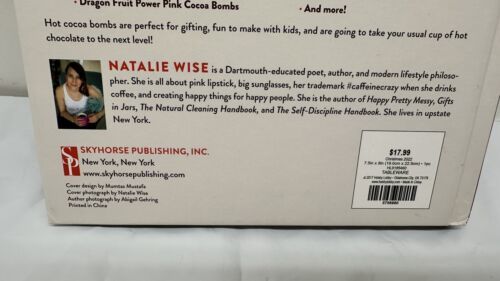 • Dragon Fruit Power Pink Cocoa Bombs • And more!
Hot cocoa bombs are perfect for gifting, fun to make with kids, and are going to take your usual cup of hot
chocolate to the next level!
NATALIE WISE is a Dartmouth-educated poet, author, and modern lifestyle philoso-
pher. She is all about pink lipstick, big sunglasses, her trademark #caffeinecrazy when she drinks
coffee, and creating happy things for happy people. She is the author of Happy Pretty Messy, Gifts
in Jars, The Natural Cleaning Handbook, and The Self-Discipline Handbook. She lives in upstate
New York.
SKYHORSE PUBLISHING, INC.
New York, New York
www.skyhorsepublishing.com
Cover design by Mumtaz Mustafa
Cover photograph by Natalie Wise
Author photograph by Abigail Gehring
Printed in China
$17.99
Christmas 2022
TABLEWARE